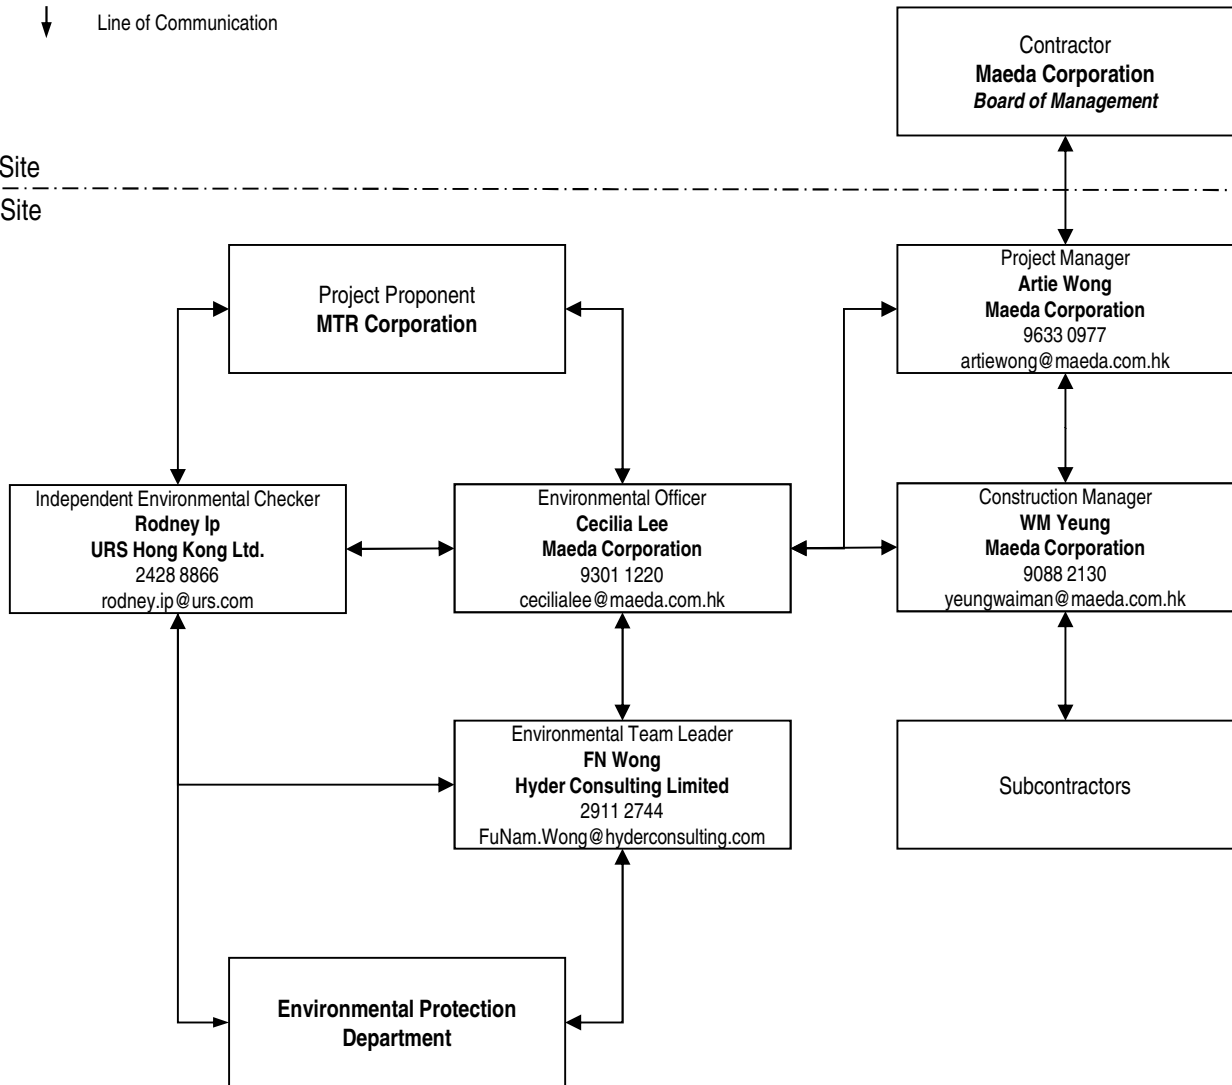 Line of Communication
Contractor
Maeda Corporation
Board of Management
Site
Site
Project Proponent
MTR Corporation
Project Manager
Artie Wong
Maeda Corporation
9633 0977
artiewong@maeda.com.hk
Independent Environmental Checker
Rodney Ip
URS Hong Kong Ltd.
2428 8866
rodney.ip@urs.com
Environmental Officer
Cecilia Lee
Maeda Corporation
9301 1220
cecilialee@maeda.com.hk
Construction Manager
WM Yeung
Maeda Corporation
9088 2130
yeungwaiman@maeda.com.hk
Environmental Team Leader
FN Wong
Hyder Consulting Limited
2911 2744
FuNam.Wong@hyderconsulting.com
Subcontractors
Environmental Protection
Department